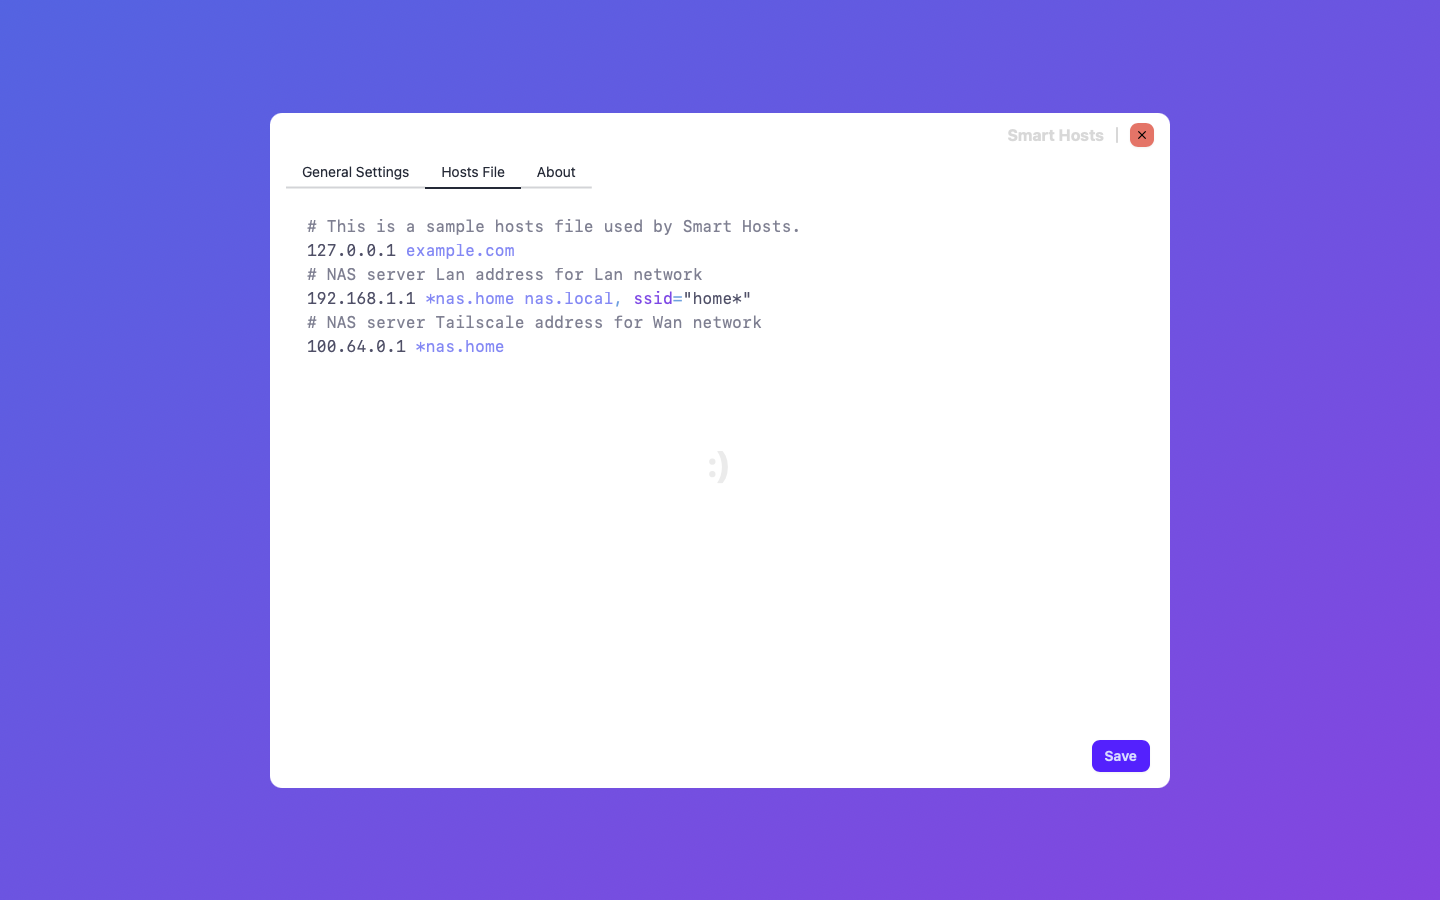 Smart Hosts |
General Settings Hosts File About
# This is a sample hosts file used by Smart Hosts.
127.0.0.1 example.com
# NAS server Lan address for Lan network
192.168.1.1 *nas.home nas.local, ssid="home*"
# NAS server Tailscale address for Wan network
100.64.0.1 *nas.home
:)
Save